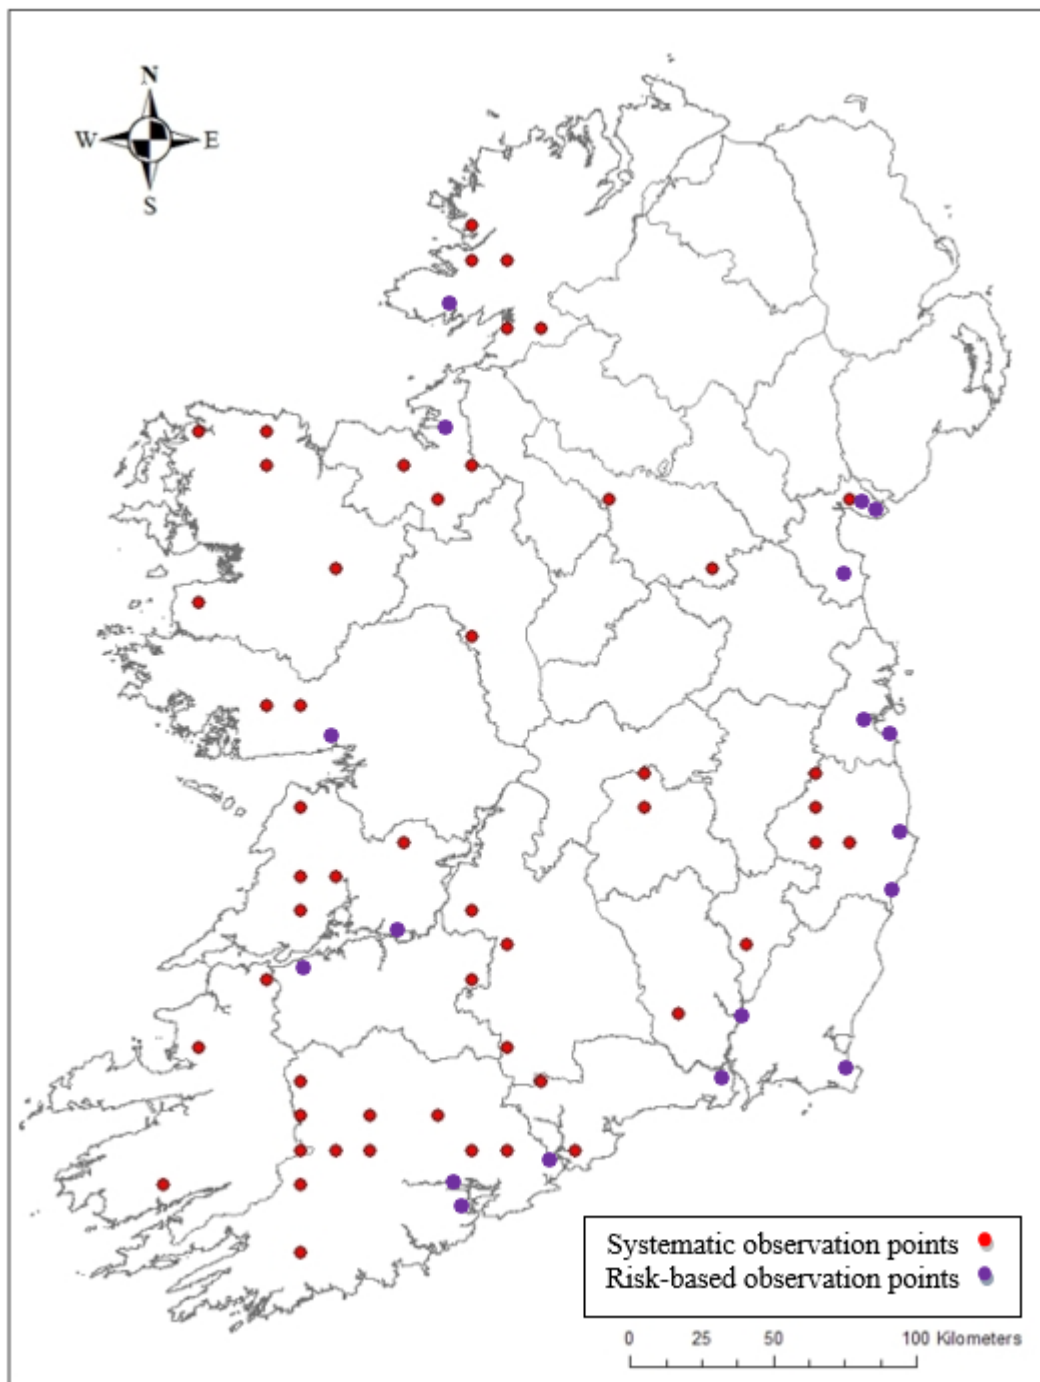 N
W E
S
Systematic observation points
Risk-based observation points
0 25 50 100 Kilometers